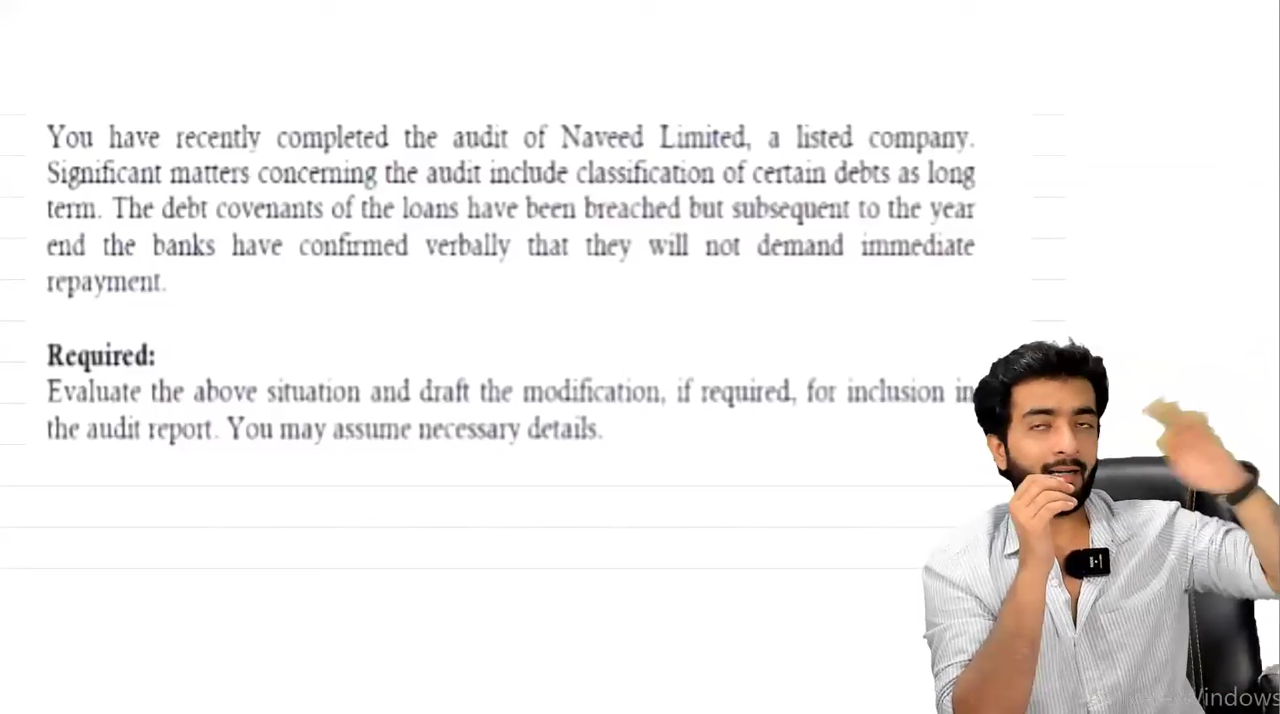 You have recently completed the audit of Naveed Limited, a listed company.
Significant matters concerning the audit include classification of certain debts as long
term. The debt covenants of the loans have been breached but subsequent to the year
end the banks have confirmed verbally that they will not demand immediate
repayment.
Required:
Evaluate the above situation and draft the modification, if required, for inclusion in
the audit report. You may assume necessary details.
Windows